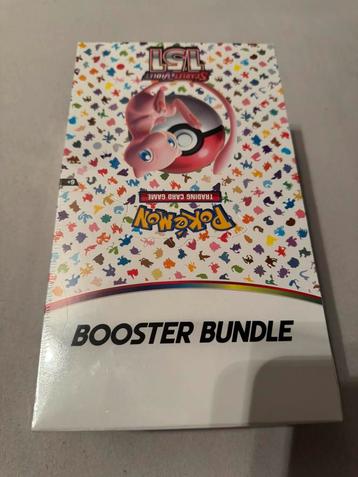 SCARLET & VIOLET
151
POKÉMON
TRADING CARD GAME
BOOSTER BUNDLE